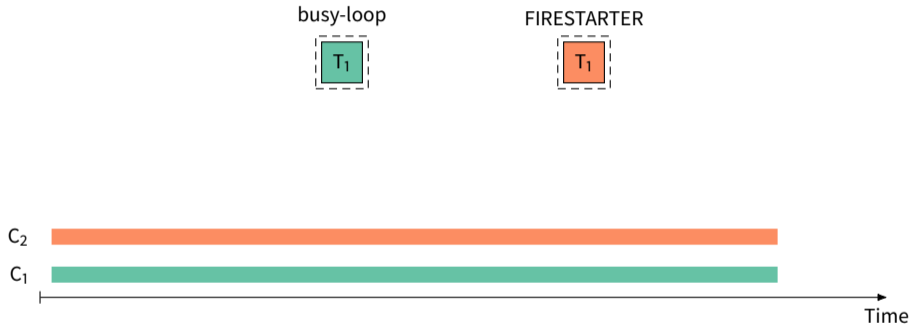 busy-loop
FIRESTARTER
T₁
T₁
C₂
C₁
Time